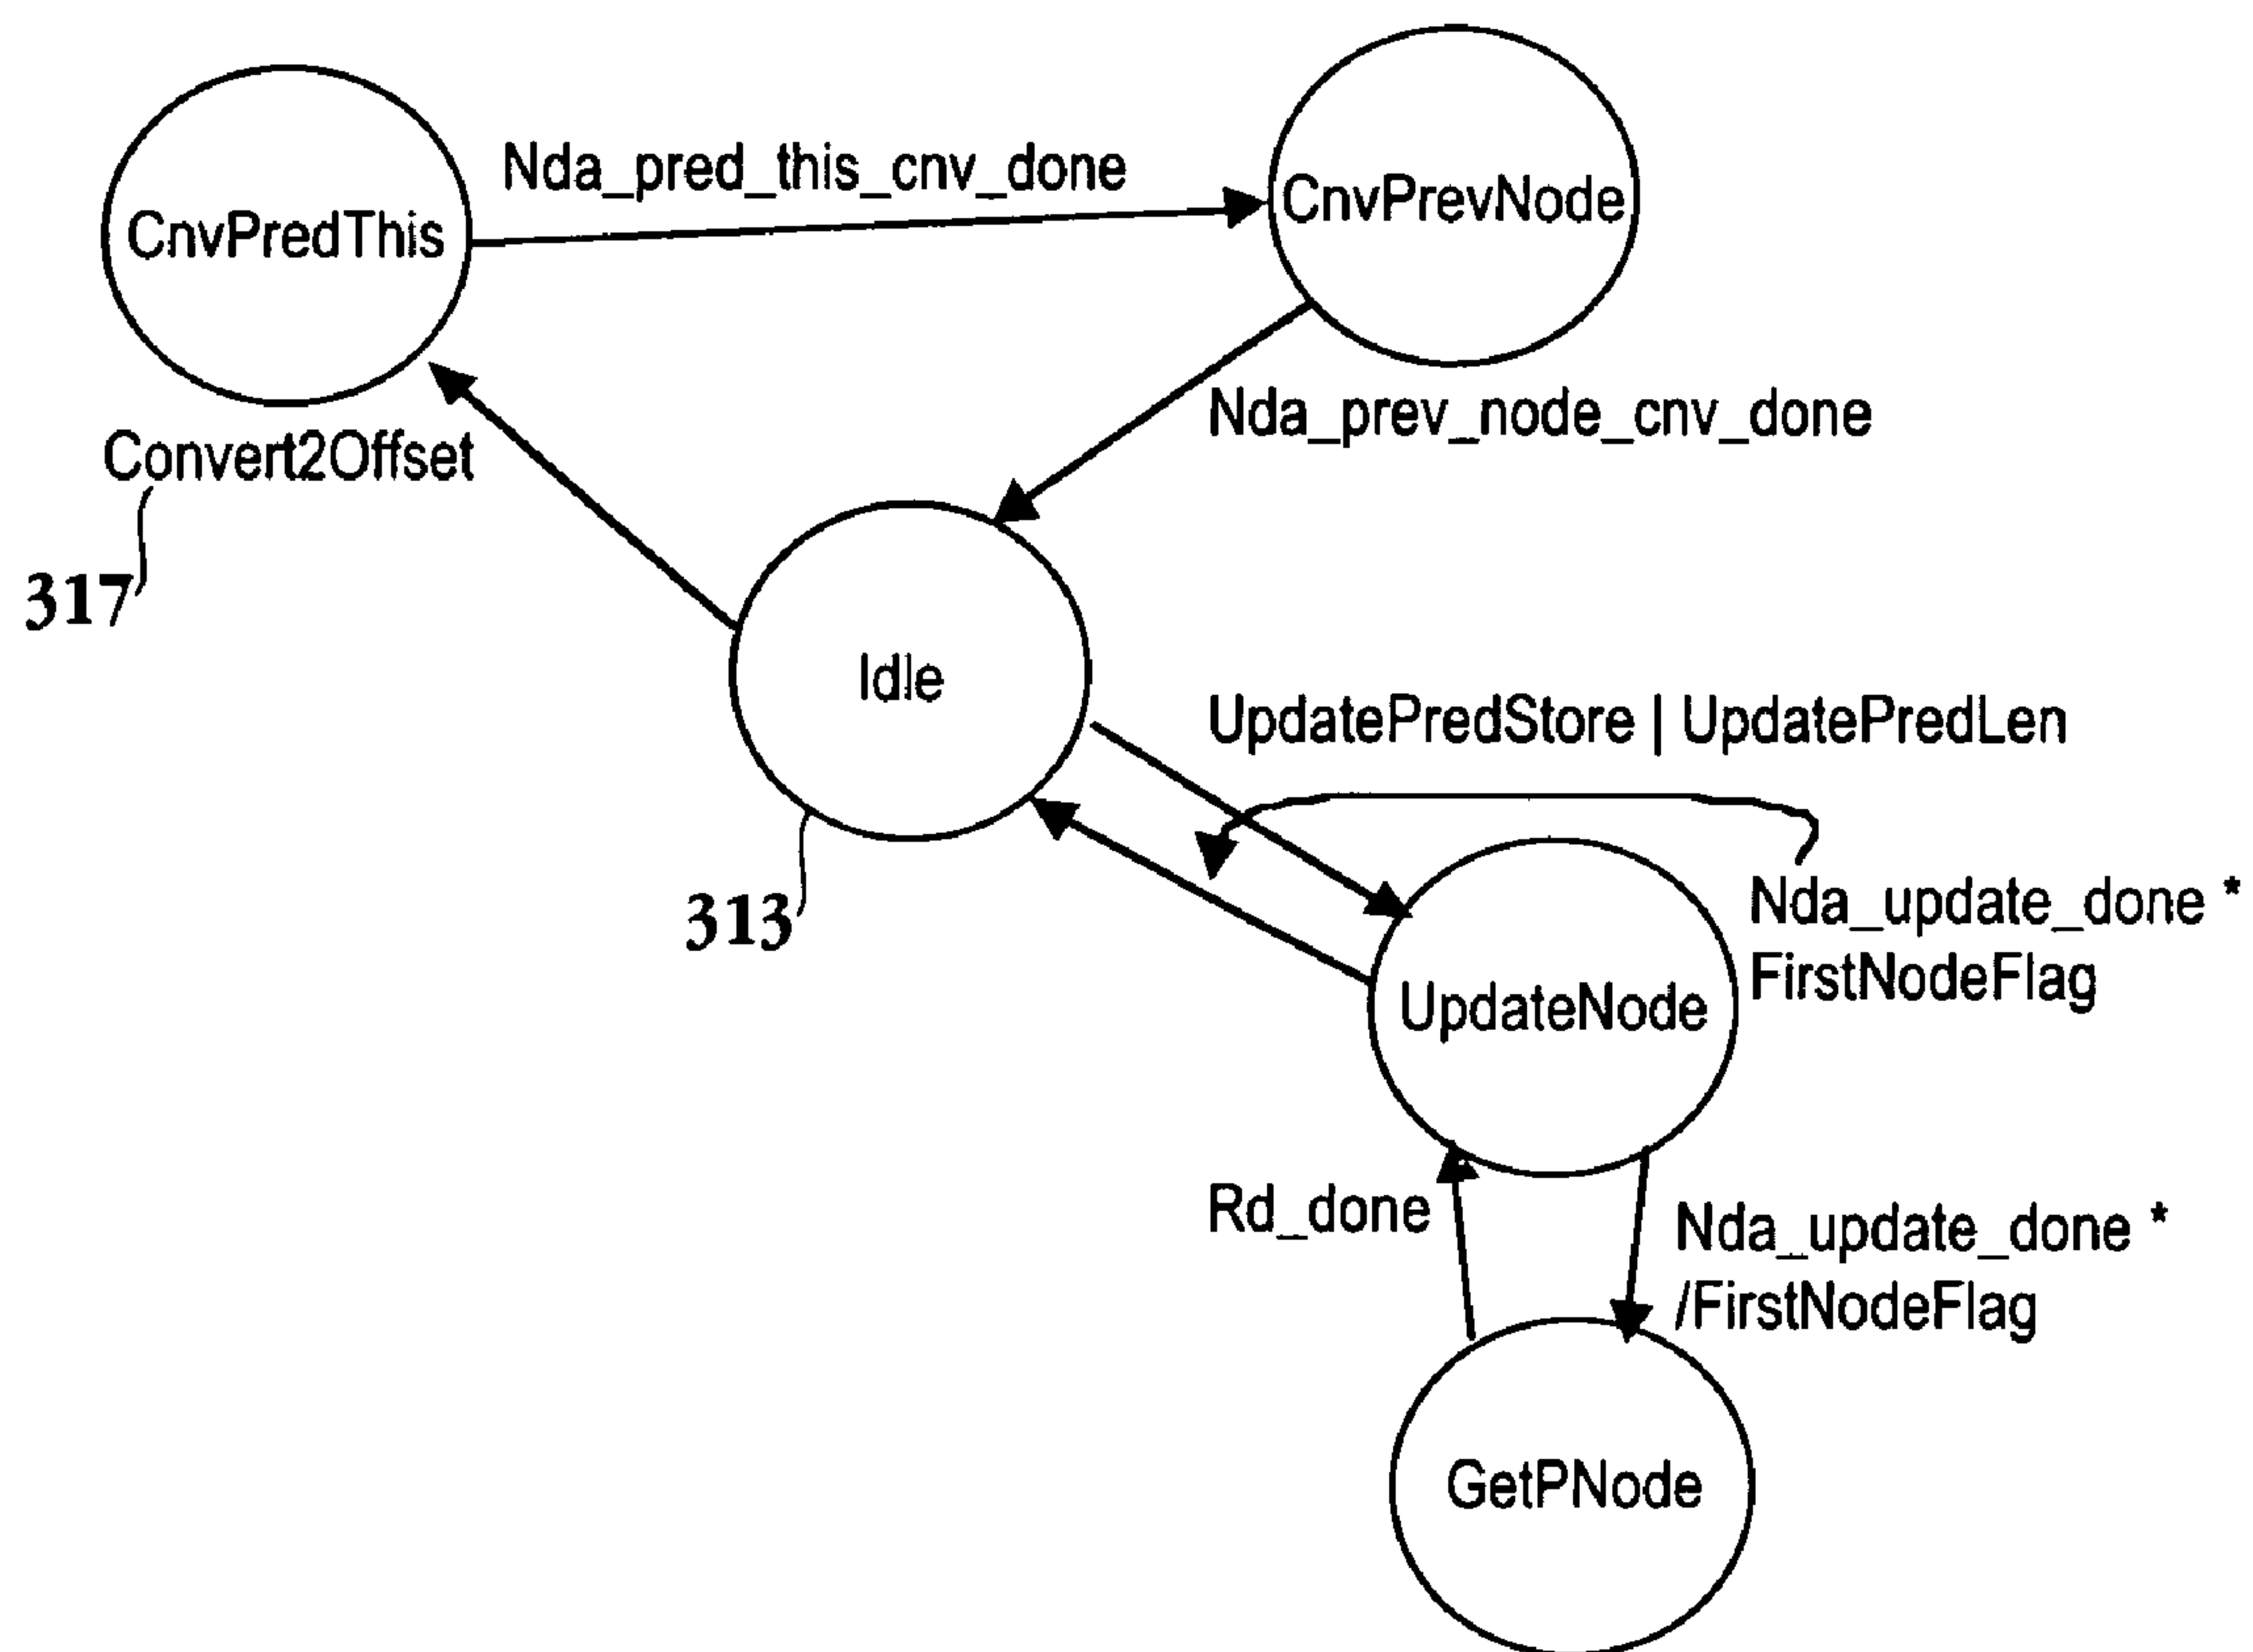 Nda_pred_this_cnv_done
CnvPredThis
CnvPrevNode
Nda_prev_node_cnv_done
Convert2Offset
317
Idle
UpdatePredStore | UpdatePredLen
313
Nda_update_done *
FirstNodeFlag
UpdateNode
Rd_done
Nda_update_done *
/FirstNodeFlag
GetPNode